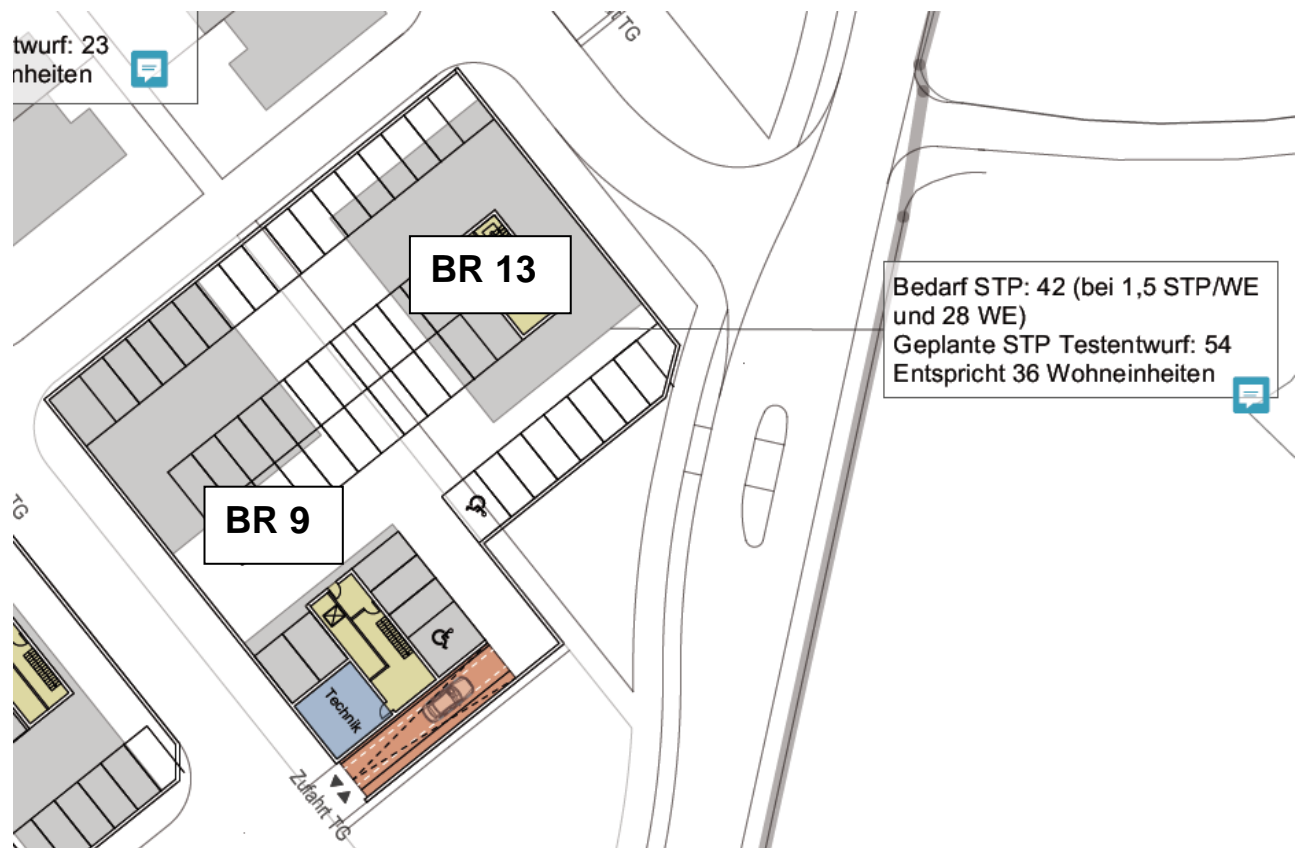 twurf: 23
nheiten
TG
BR 13
Bedarf STP: 42 (bei 1,5 STP/WE
und 28 WE)
Geplante STP Testentwurf: 54
Entspricht 36 Wohneinheiten
TG
BR 9
Technik
Zufahrt TG